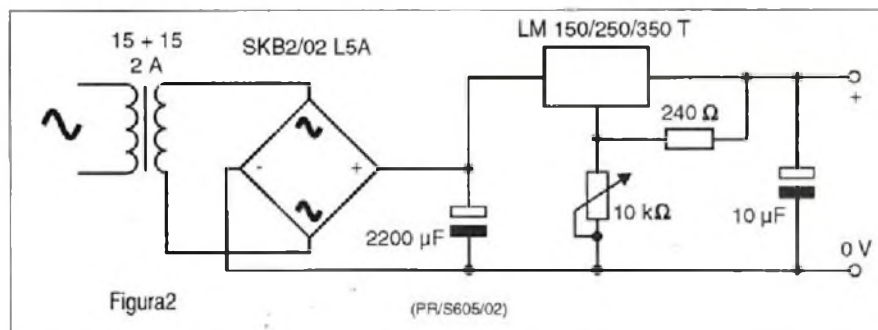 15 + 15
2 A
SKB2/02 L5A
LM 150/250/350 T
240 Ω
-
+
+
2200 µF
10 kΩ
10 µF
0 V
Figura2
(PR/S605/02)